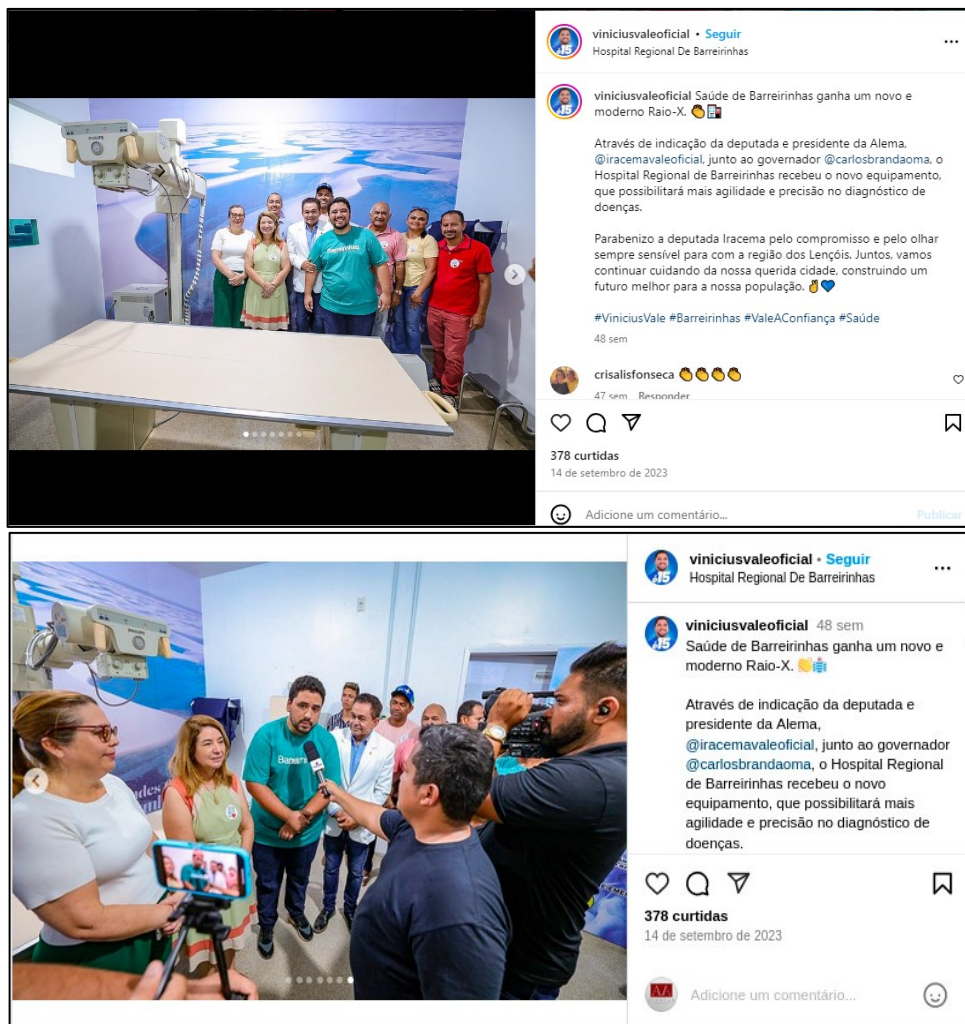 viniciusvaleoficial • Seguir
Hospital Regional De Barreirinhas
viniciusvaleoficial Saúde de Barreirinhas ganha um novo e
moderno Raio-X. 👏🏥
Através de indicação da deputada e presidente da Alema,
@iracemavaleoficial, junto ao governador @carlosbrandaoma, o
Hospital Regional de Barreirinhas recebeu o novo equipamento,
que possibilitará mais agilidade e precisão no diagnóstico de
doenças.
Parabenizo a deputada Iracema pelo compromisso e pelo olhar
sempre sensível para com a região dos Lençóis. Juntos, vamos
continuar cuidando da nossa querida cidade, construindo um
futuro melhor para a nossa população. ✌💙
#ViniciusVale #Barreirinhas #ValeAConfiança #Saúde
48 sem
crisalisfonseca 👏👏👏👏
47 sem Responder
378 curtidas
14 de setembro de 2023
Adicione um comentário...
Publicar
PHILIPS
Barreirinhas
15
viniciusvaleoficial • Seguir
Hospital Regional De Barreirinhas
viniciusvaleoficial 48 sem
Saúde de Barreirinhas ganha um novo e
moderno Raio-X. 👏🏥
Através de indicação da deputada e
presidente da Alema,
@iracemavaleoficial, junto ao governador
@carlosbrandaoma, o Hospital Regional
de Barreirinhas recebeu o novo
equipamento, que possibilitará mais
agilidade e precisão no diagnóstico de
doenças.
378 curtidas
14 de setembro de 2023
Adicione um comentário...
15
AA